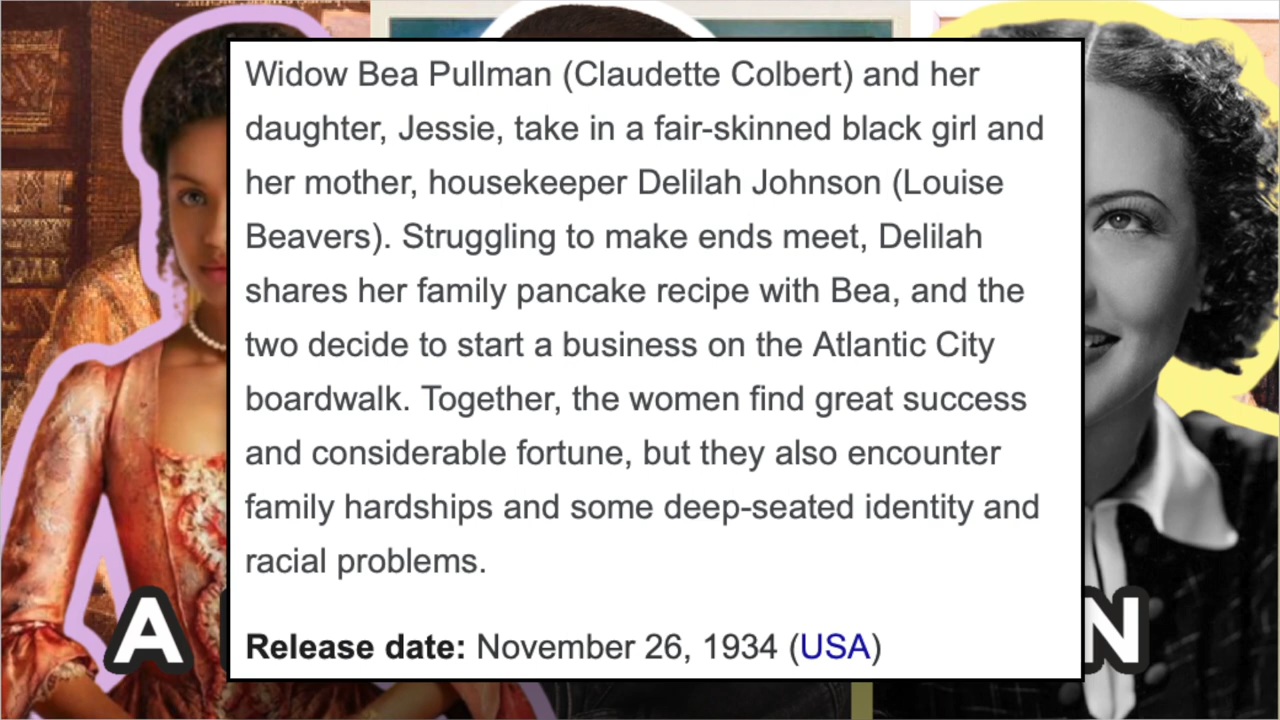 Widow Bea Pullman (Claudette Colbert) and her
daughter, Jessie, take in a fair-skinned black girl and
her mother, housekeeper Delilah Johnson (Louise
Beavers). Struggling to make ends meet, Delilah
shares her family pancake recipe with Bea, and the
two decide to start a business on the Atlantic City
boardwalk. Together, the women find great success
and considerable fortune, but they also encounter
family hardships and some deep-seated identity and
racial problems.
Release date: November 26, 1934 (USA)
A N